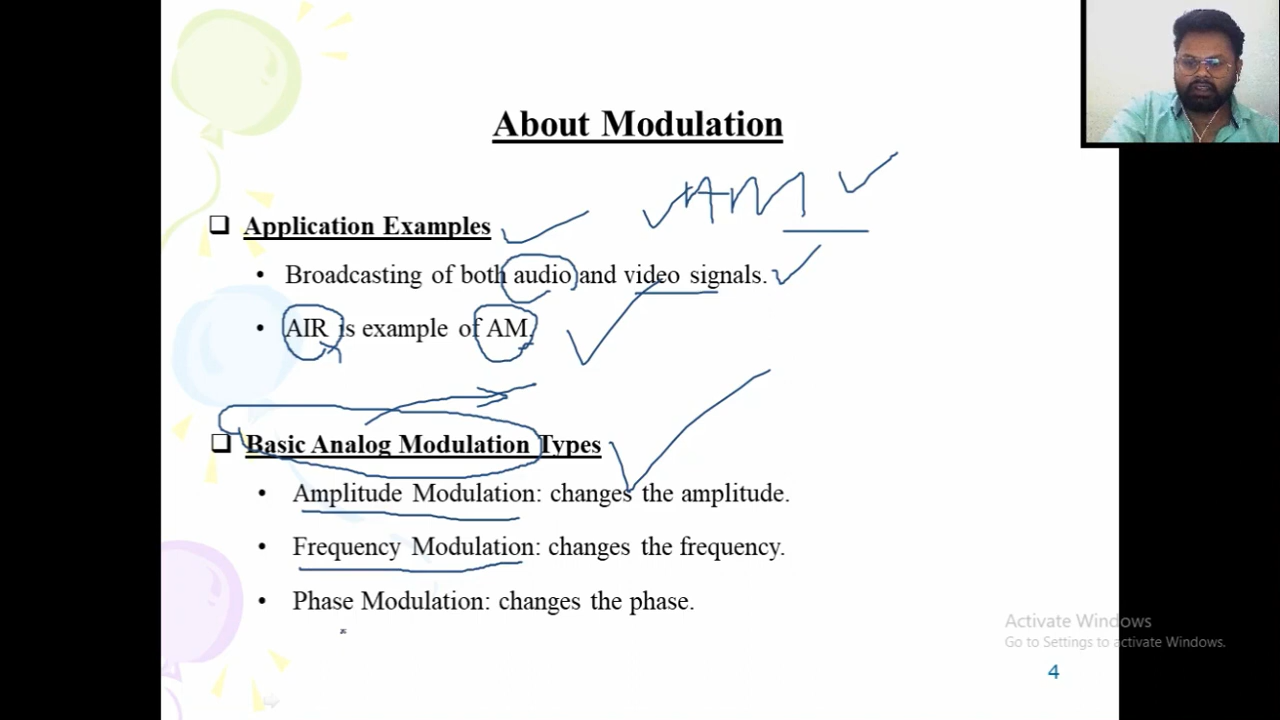 About Modulation
AM
Application Examples
• Broadcasting of both audio and video signals.
• AIR is example of AM.
Basic Analog Modulation Types
• Amplitude Modulation: changes the amplitude.
• Frequency Modulation: changes the frequency.
• Phase Modulation: changes the phase.
Activate Windows
Go to Settings to activate Windows.
4